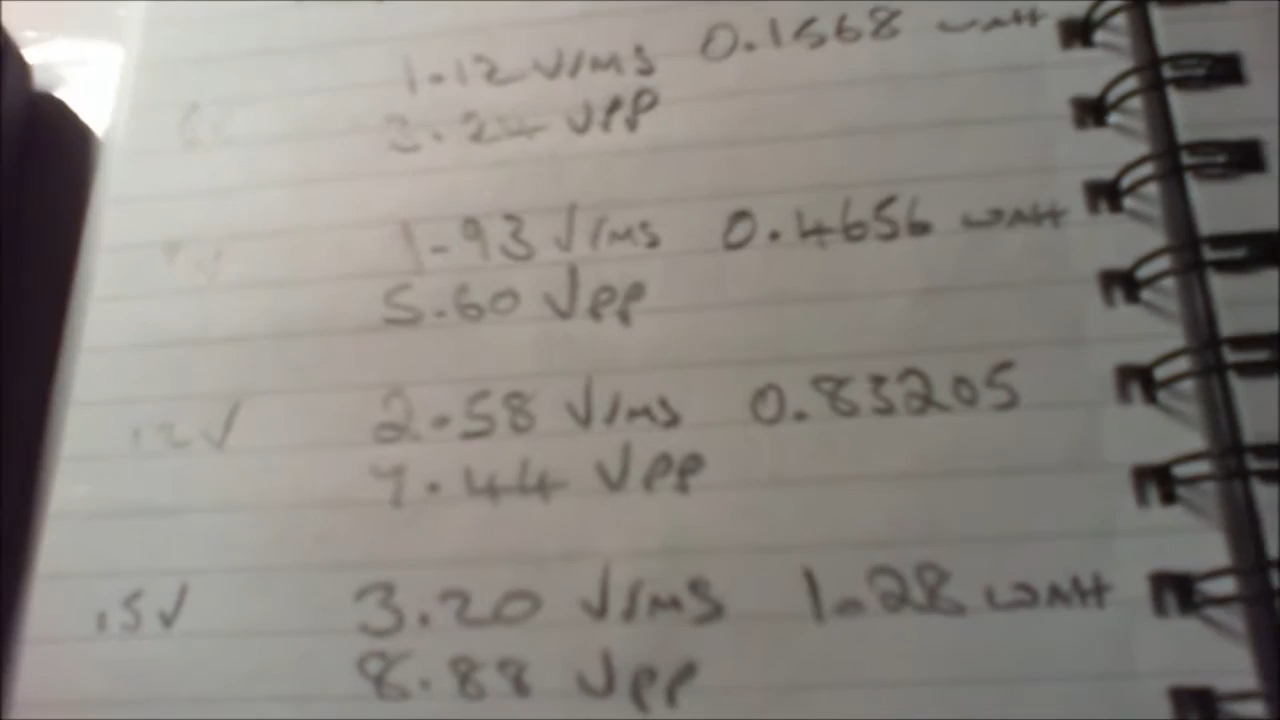 1.12 Vrms 0.1568 watt
3.24 Vpp
1.93 Vrms 0.4656 watt
5.60 Vpp
12V 2.58 Vrms 0.83205
7.44 Vpp
15V 3.20 Vrms 1.28 watt
8.88 Vpp